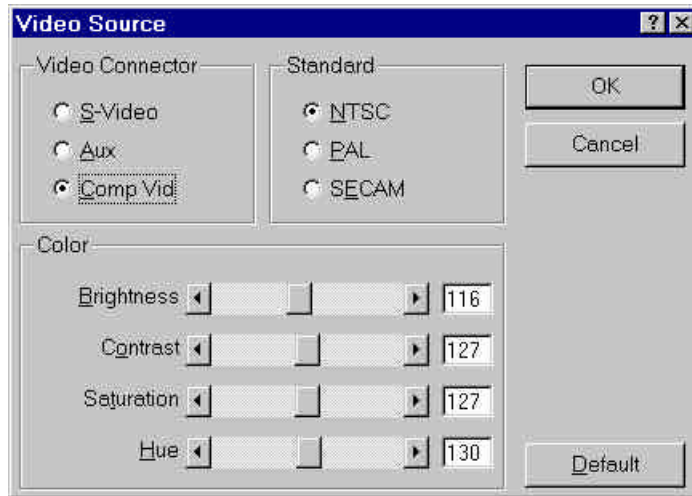 Video Source
Video Connector
S-Video
Aux
Comp Vid
Standard
NTSC
PAL
SECAM
OK
Cancel
Color
Brightness 116
Contrast 127
Saturation 127
Hue 130
Default